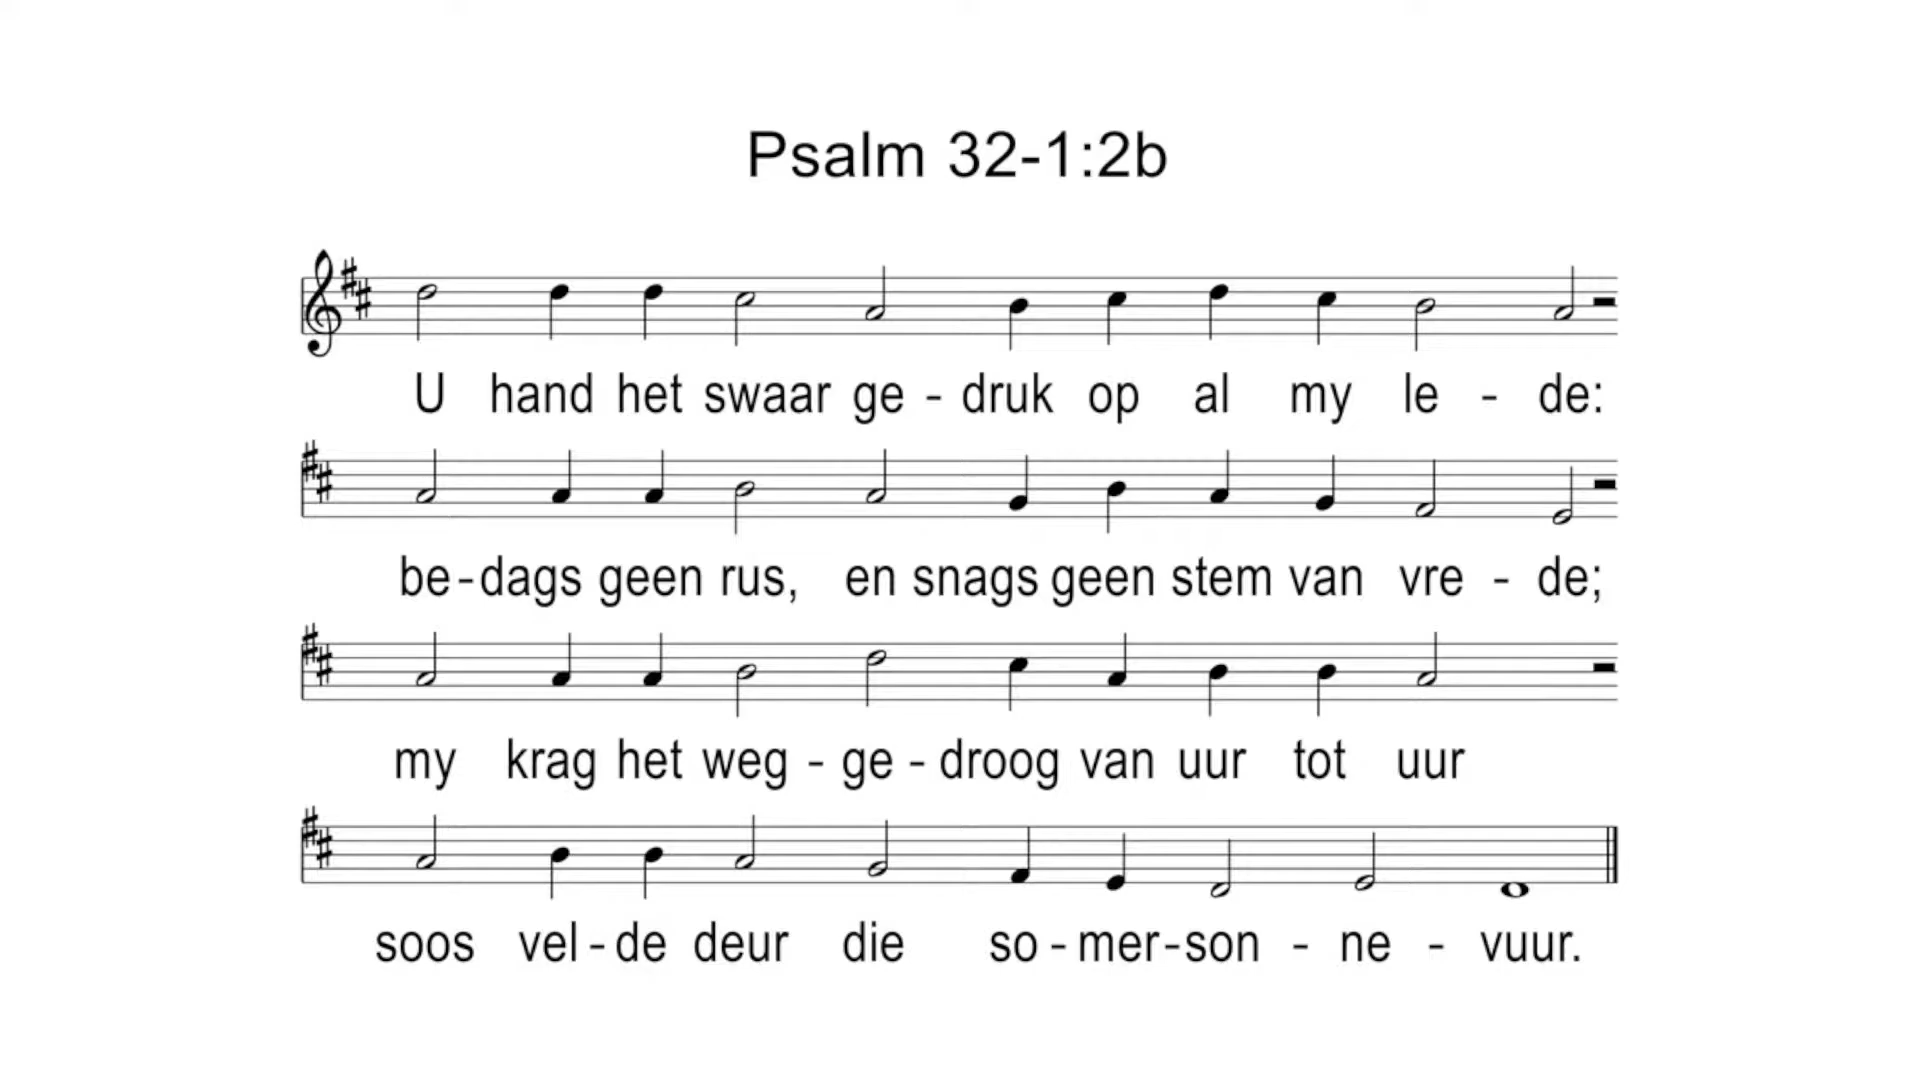 Psalm 32-1:2b
U hand het swaar ge - druk op al my le - de:
be - dags geen rus, en snags geen stem van vre - de;
my krag het weg - ge - droog van uur tot uur
soos vel - de deur die so - mer - son - ne - vuur.